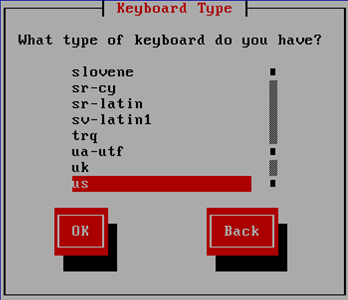 Keyboard Type
What type of keyboard do you have?
slovene
sr-cy
sr-latin
sv-latin1
trq
ua-utf
uk
us
OK
Back